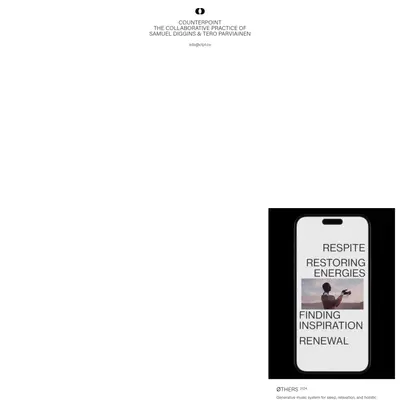 COUNTERPOINT
THE COLLABORATIVE PRACTICE OF
SAMUEL DIGGINS & TERO PARVIAINEN
RESPITE
RESTORING
ENERGIES
FINDING
INSPIRATION
RENEWAL
ØTHERS
Generative music system for sleep, relaxation, and